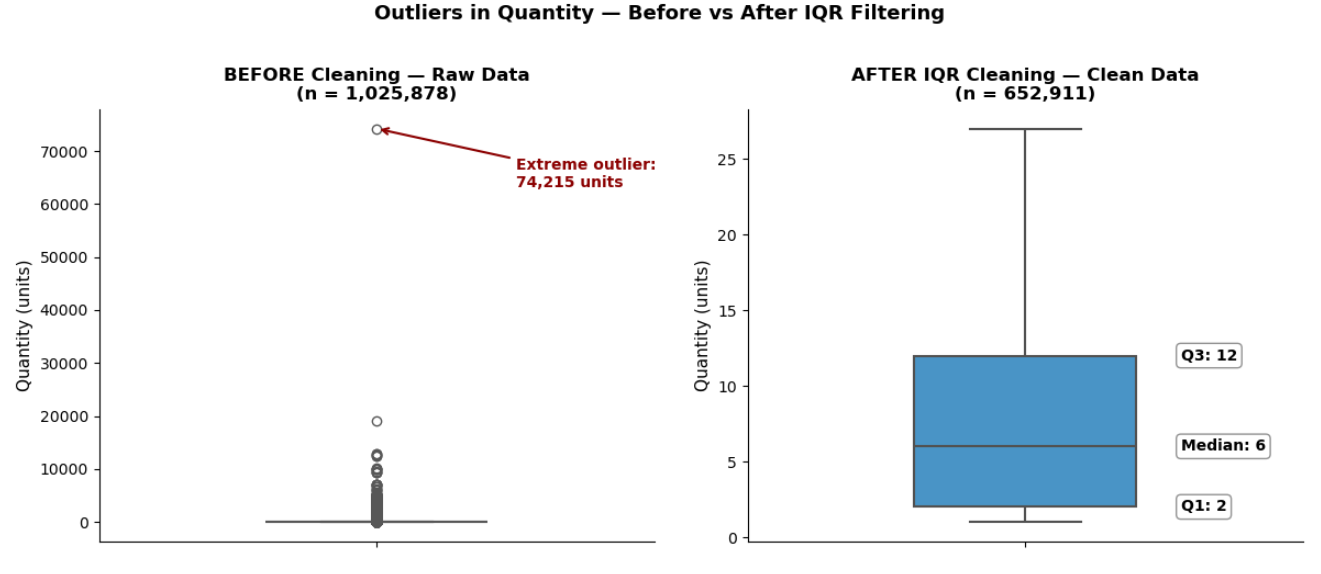 Outliers in Quantity — Before vs After IQR Filtering
BEFORE Cleaning — Raw Data
(n = 1,025,878)
Quantity (units)
70000
60000
50000
40000
30000
20000
10000
0
Extreme outlier:
74,215 units
AFTER IQR Cleaning — Clean Data
(n = 652,911)
Quantity (units)
25
20
15
10
5
0
Q3: 12
Median: 6
Q1: 2